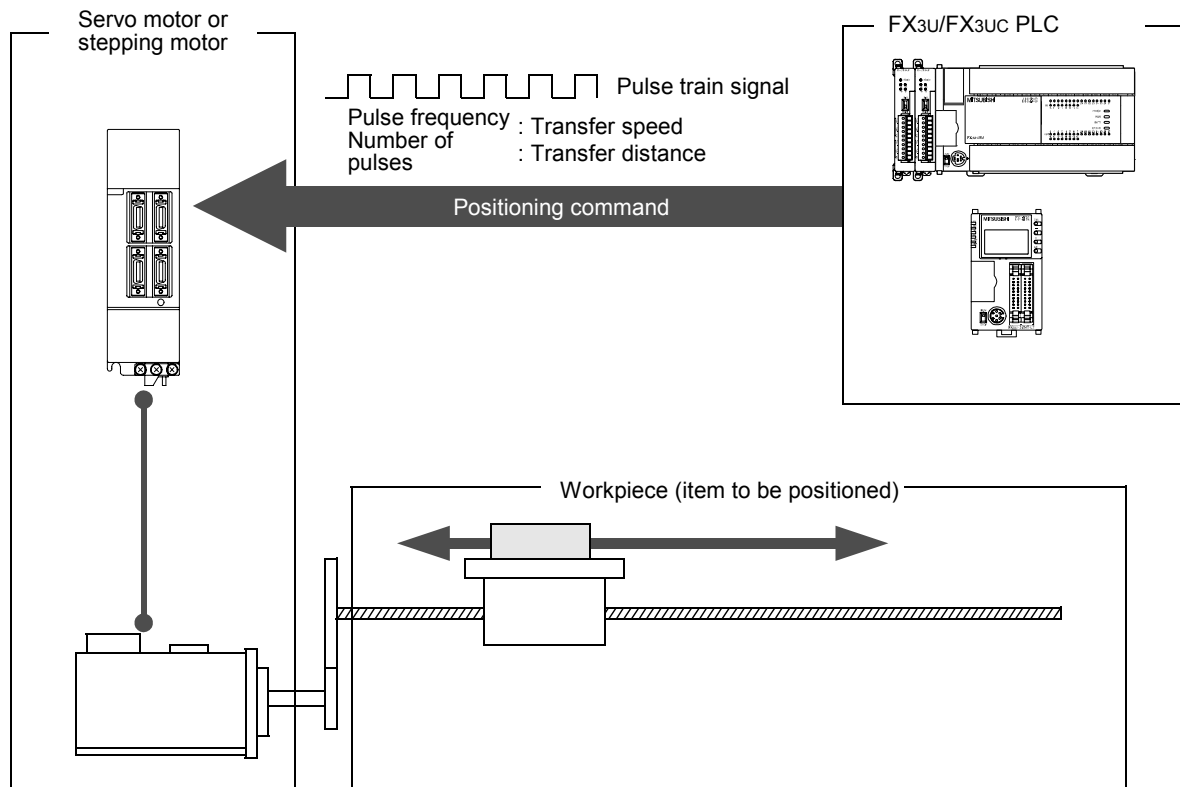 Servo motor or
stepping motor
FX3U/FX3UC PLC
Pulse train signal
Pulse frequency : Transfer speed
Number of
pulses : Transfer distance
MITSUBISHI
Positioning command
MITSUBISHI
Workpiece (item to be positioned)